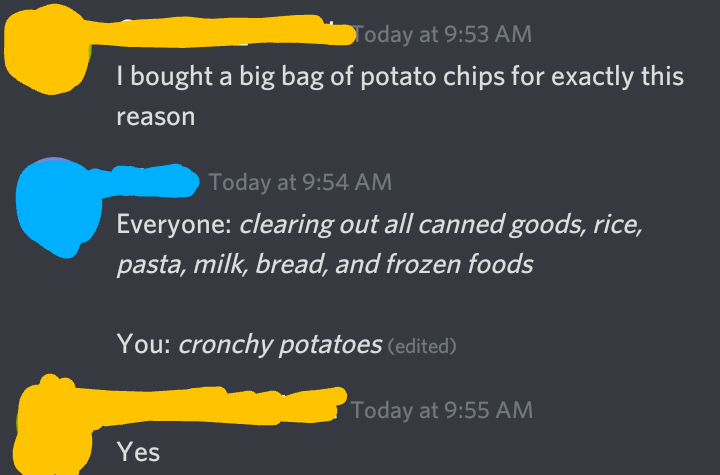 Today at 9:53 AM
I bought a big bag of potato chips for exactly this
reason
Today at 9:54 AM
Everyone: clearing out all canned goods, rice,
pasta, milk, bread, and frozen foods
You: cronchy potatoes (edited)
Today at 9:55 AM
Yes